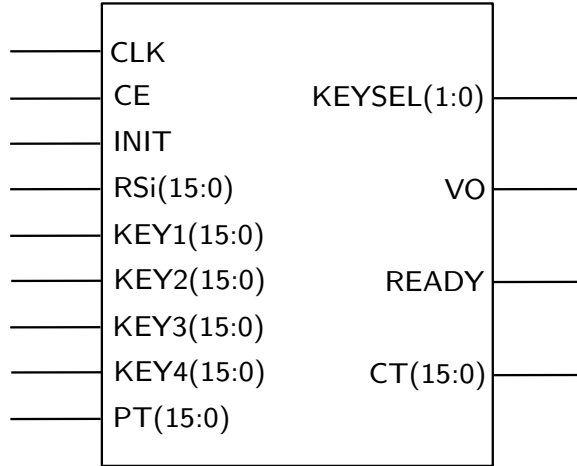 CLK
CE
INIT
RSi(15:0)
KEY1(15:0)
KEY2(15:0)
KEY3(15:0)
KEY4(15:0)
PT(15:0)
KEYSEL(1:0)
VO
READY
CT(15:0)